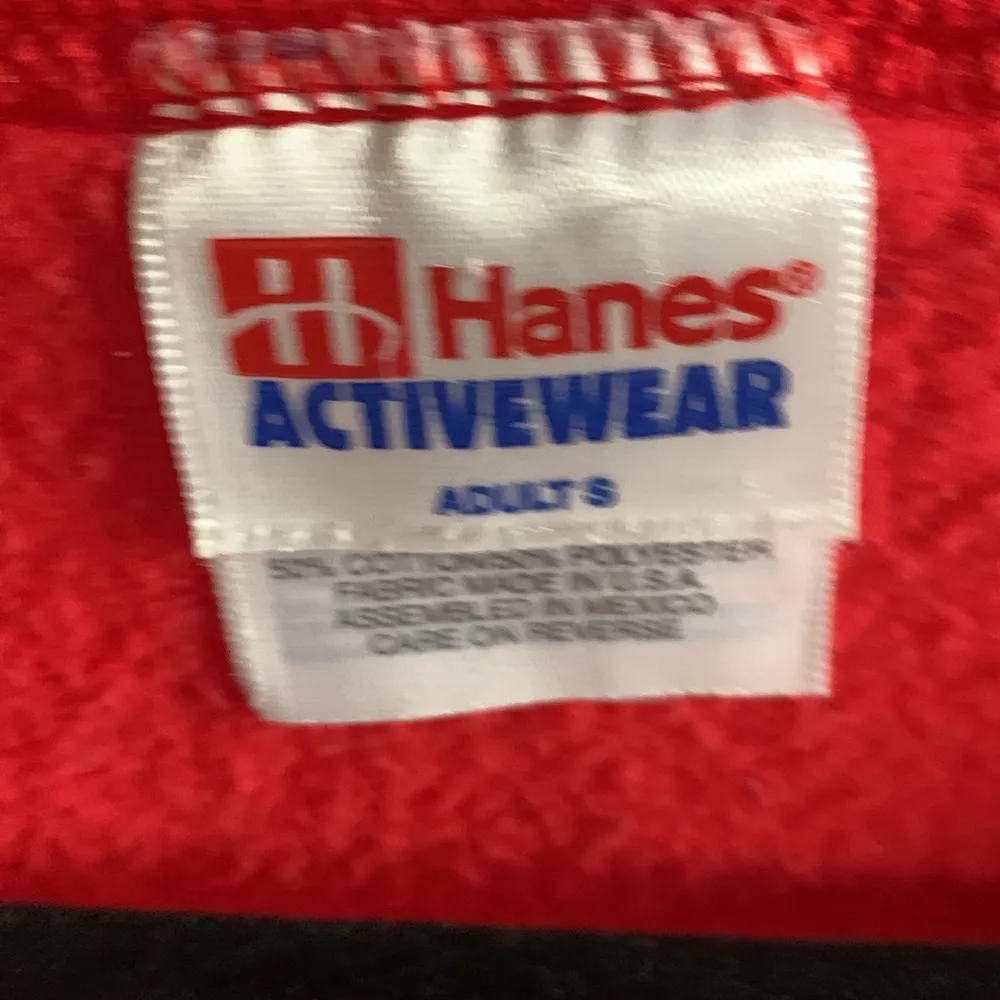 Hanes®
ACTIVEWEAR
ADULT S
50% COTTON/50% POLYESTER
FABRIC MADE IN U.S.A.
ASSEMBLED IN MEXICO
CARE ON REVERSE